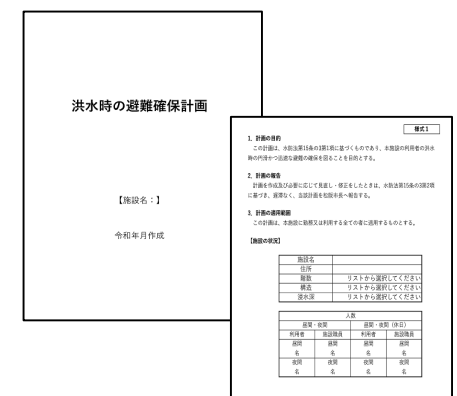 洪水時の避難確保計画
【施設名：】
令和年月作成
様式1
1. 計画の目的
この計画は、水防法第15条の3第1項に基づくものであり、本施設の利用者の洪水
時の円滑かつ迅速な避難の確保を図ることを目的とする。
2. 計画の報告
計画を作成及び必要に応じて見直し・修正をしたときは、水防法第15条の3第2項
に基づき、遅滞なく、当該計画を松阪市長へ報告する。
3. 計画の適用範囲
この計画は、本施設に勤務又は利用する全ての者に適用するものとする。
【施設の状況】
施設名
住所
階数 リストから選択してください
構造 リストから選択してください
浸水深 リストから選択してください
人数
昼間・夜間 昼間・夜間（休日）
利用者 施設職員 利用者 施設職員
昼間 昼間 昼間 昼間
名 名 名 名
夜間 夜間 夜間 夜間
名 名 名 名